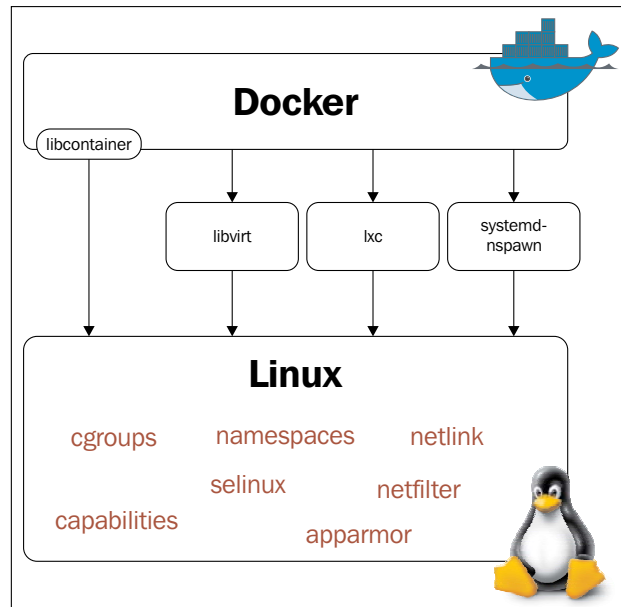 Docker
libcontainer
libvirt
lxc
systemd-
nspawn
Linux
cgroups
namespaces
netlink
selinux
netfilter
capabilities
apparmor